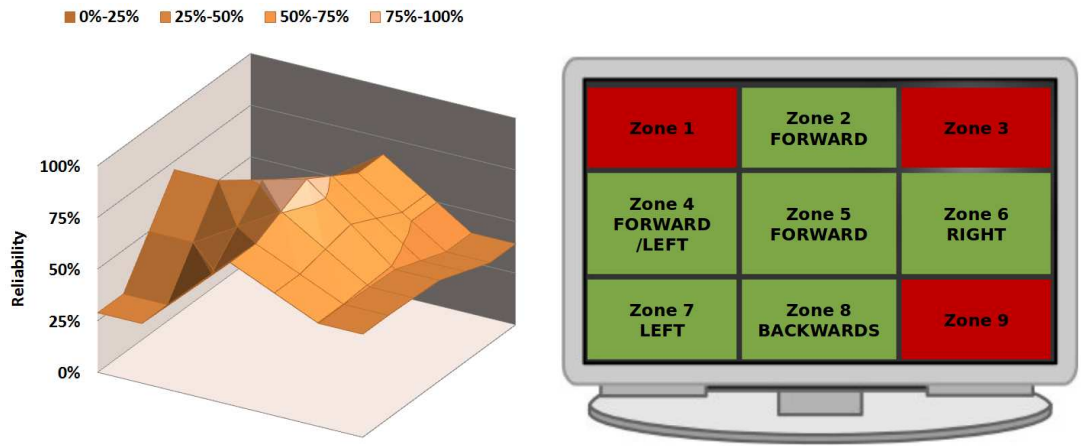 0%-25% 25%-50% 50%-75% 75%-100%
100%
75%
50%
25%
0%
Reliability
Zone 1
Zone 2
FORWARD
Zone 3
Zone 4
FORWARD
/LEFT
Zone 5
FORWARD
Zone 6
RIGHT
Zone 7
LEFT
Zone 8
BACKWARDS
Zone 9